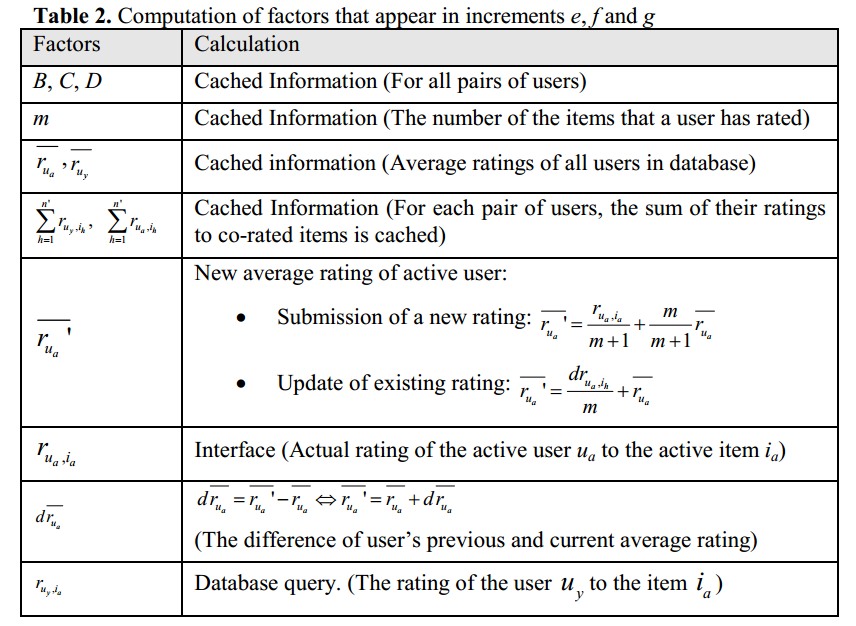 Table 2. Computation of factors that appear in increments e, f and g
Factors Calculation
B, C, D Cached Information (For all pairs of users)
m Cached Information (The number of the items that a user has rated)
$\overline{r_{u_a}}, \overline{r_{u_y}}$ Cached information (Average ratings of all users in database)
$\sum_{h=1}^{n'} r_{u_y,i_h}, \sum_{h=1}^{n'} r_{u_a,i_h}$ Cached Information (For each pair of users, the sum of their ratings
to co-rated items is cached)
$\overline{r_{u_a}}'$ New average rating of active user:
• Submission of a new rating: $\overline{r_{u_a}}' = \frac{r_{u_a,i_a}}{m+1} + \frac{m}{m+1}\overline{r_{u_a}}$
• Update of existing rating: $\overline{r_{u_a}}' = \frac{dr_{u_a,i_h}}{m} + \overline{r_{u_a}}$
$r_{u_a,i_a}$ Interface (Actual rating of the active user $u_a$ to the active item $i_a$)
$d\overline{r_{u_a}}$ $d\overline{r_{u_a}} = \overline{r_{u_a}}' - \overline{r_{u_a}} \Leftrightarrow \overline{r_{u_a}}' = \overline{r_{u_a}} + d\overline{r_{u_a}}$
(The difference of user’s previous and current average rating)
$r_{u_y,i_a}$ Database query. (The rating of the user $u_y$ to the item $i_a$)